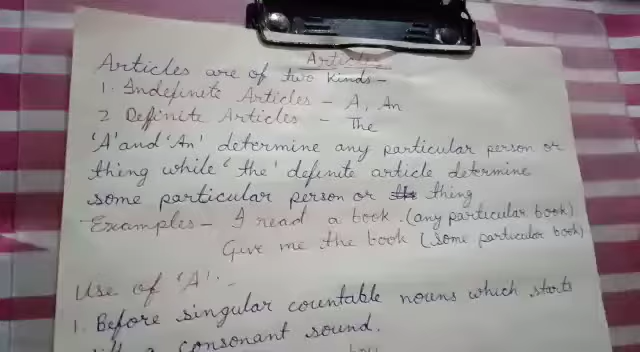 Articles
Articles are of two kinds -
1. Indefinite Articles - A, An
2 Definite Articles - The
'A' and 'An' determine any particular person or
thing while 'the' definite article determine
some particular person or thing
Examples - I read a book. (any particular book)
Give me the book (some particular book)
Use of 'A'. -
1. Before singular countable nouns which starts
a consonant sound.